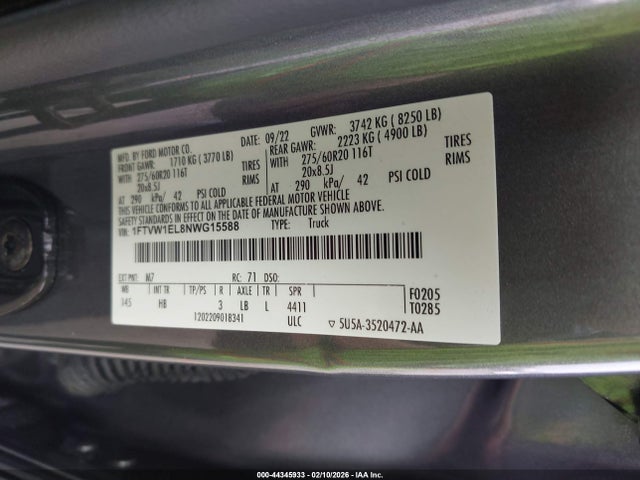 MFD. BY FORD MOTOR CO.
09/22
GVWR: 3742 KG ( 8250 LB)
FRONT GAWR: 1710 KG ( 3770 LB)
REAR GAWR: 2223 KG ( 4900 LB)
WITH 275/60R20 116T TIRES
WITH 275/60R20 116T TIRES
20x8.5J RIMS
20x8.5J RIMS
AT 290 kPa/ 42 PSI COLD
AT 290 kPa/ 42 PSI COLD
THIS VEHICLE CONFORMS TO ALL APPLICABLE FEDERAL MOTOR VEHICLE
SAFETY STANDARDS IN EFFECT ON THE DATE OF MANUFACTURE SHOWN ABOVE.
VIN: 1FTVW1EL8NWG15588 TYPE: Truck
EXT PNT: M7 RC: 71 DSO:
WB INT TR TP/PS R AXLE TR SPR
145 HB 3 LB L 4411
1202209018341 ULC
F0205
T0285
5U5A-3520472-AA
000-44345933 - 02/10/2026 - IAA Inc.